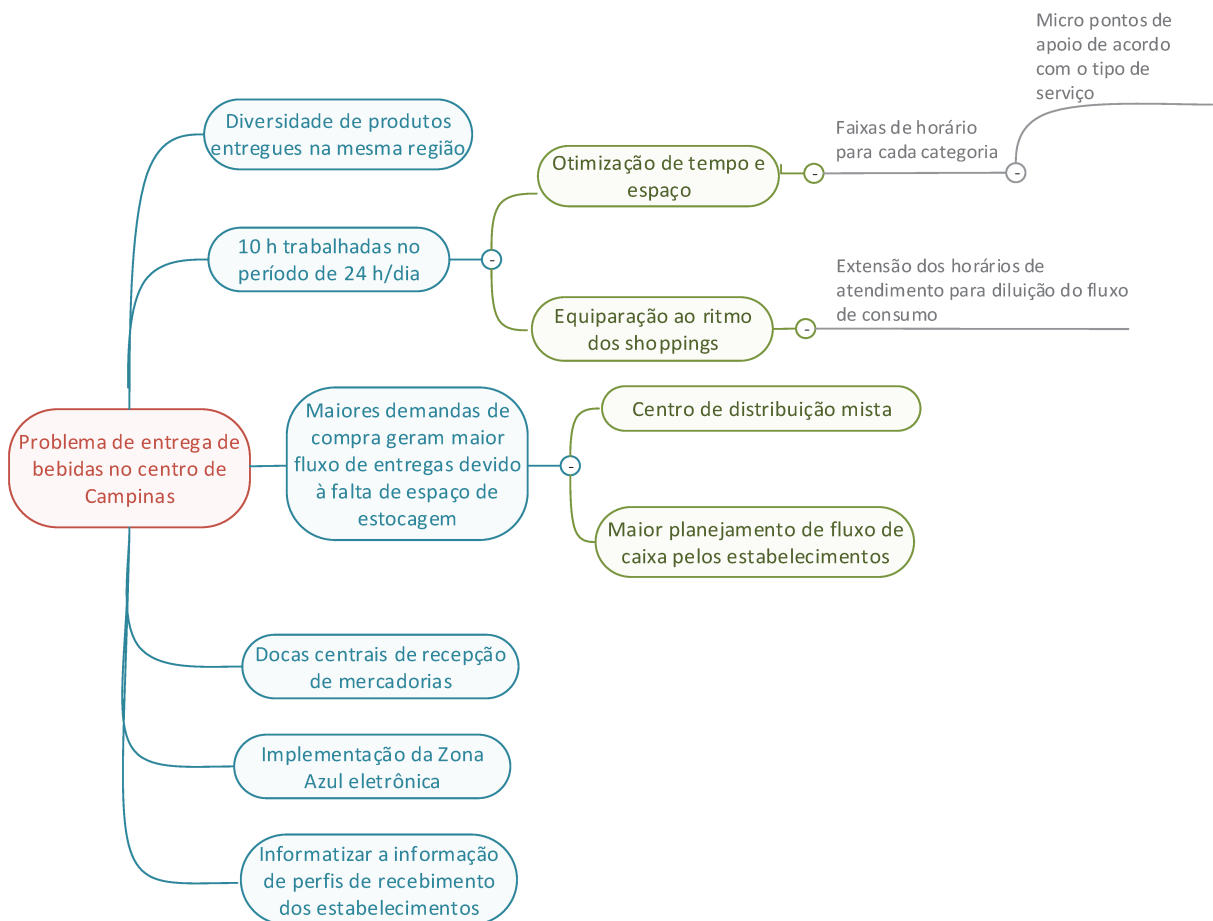 Micro pontos de
apoio de acordo
com o tipo de
serviço
Diversidade de produtos
entregues na mesma região
Faixas de horário
para cada categoria
Otimização de tempo e
espaço
-
-
10 h trabalhadas no
período de 24 h/dia
-
Extensão dos horários de
atendimento para diluição do fluxo
de consumo
Equiparação ao ritmo
dos shoppings
-
Problema de entrega de
bebidas no centro de
Campinas
Maiores demandas de
compra geram maior
fluxo de entregas devido
à falta de espaço de
estocagem
-
Centro de distribuição mista
Maior planejamento de fluxo de
caixa pelos estabelecimentos
Docas centrais de recepção
de mercadorias
Implementação da Zona
Azul eletrônica
Informatizar a informação
de perfis de recebimento
dos estabelecimentos